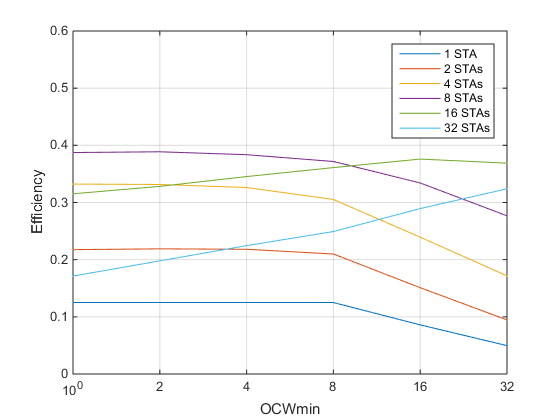 0.6
0.5
0.4
0.3
0.2
0.1
0
Efficiency
1 STA
2 STAs
4 STAs
8 STAs
16 STAs
32 STAs
10^0 2 4 8 16 32
OCWmin